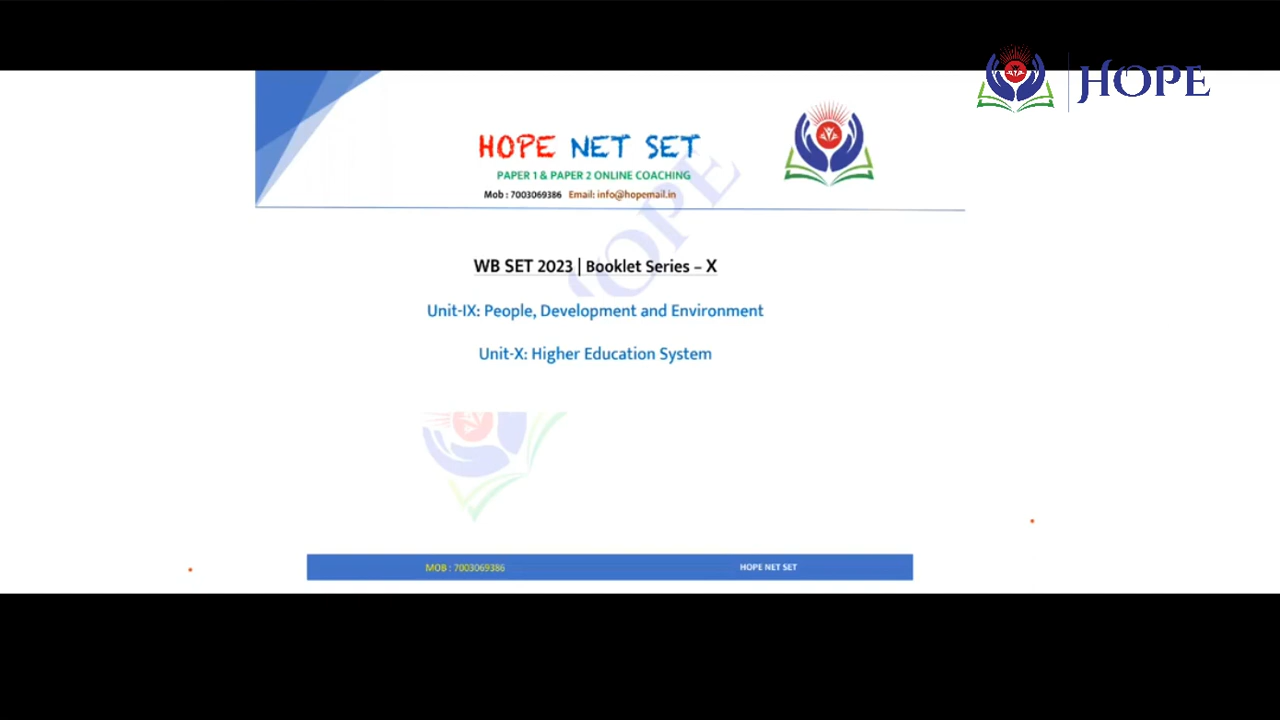 HOPE
HOPE NET SET
PAPER 1 & PAPER 2 ONLINE COACHING
Mob : 7003069386 Email: info@hopemail.in
HOPE
WB SET 2023 | Booklet Series – X
Unit-IX: People, Development and Environment
Unit-X: Higher Education System
MOB : 7003069386 HOPE NET SET